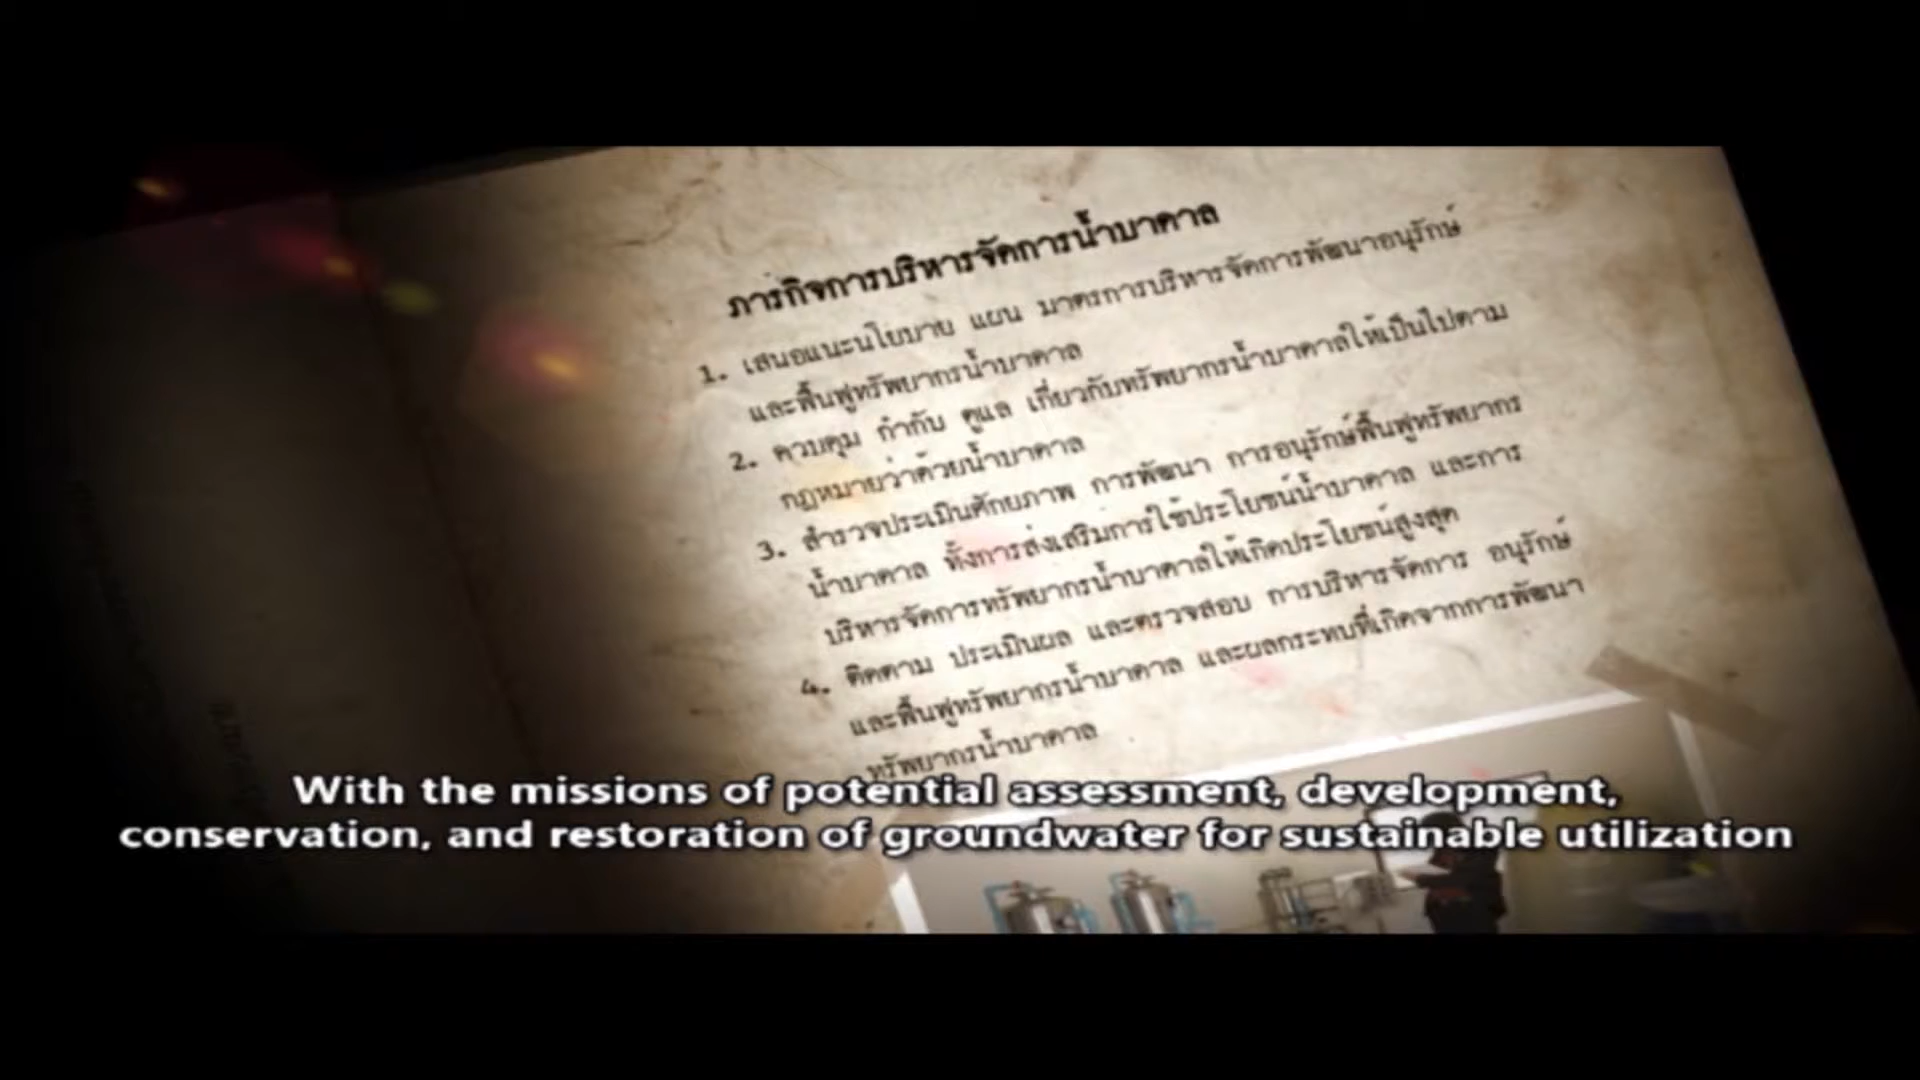 ภารกิจการบริหารจัดการน้ำบาดาล
1. เสนอแนะนโยบาย แผน มาตรการบริหารจัดการพัฒนาอนุรักษ์
และฟื้นฟูทรัพยากรน้ำบาดาล
2. ควบคุม กำกับ ดูแล เกี่ยวกับทรัพยากรน้ำบาดาลให้เป็นไปตาม
กฎหมายว่าด้วยน้ำบาดาล
3. สำรวจประเมินศักยภาพ การพัฒนา การอนุรักษ์ฟื้นฟูทรัพยากร
น้ำบาดาล ทั้งการส่งเสริมการใช้ประโยชน์น้ำบาดาล และการ
บริหารจัดการทรัพยากรน้ำบาดาลให้เกิดประโยชน์สูงสุด
4. ติดตาม ประเมินผล และตรวจสอบ การบริหารจัดการ อนุรักษ์
และฟื้นฟูทรัพยากรน้ำบาดาล และผลกระทบที่เกิดจากการพัฒนา
ทรัพยากรน้ำบาดาล
With the missions of potential assessment, development,
conservation, and restoration of groundwater for sustainable utilization